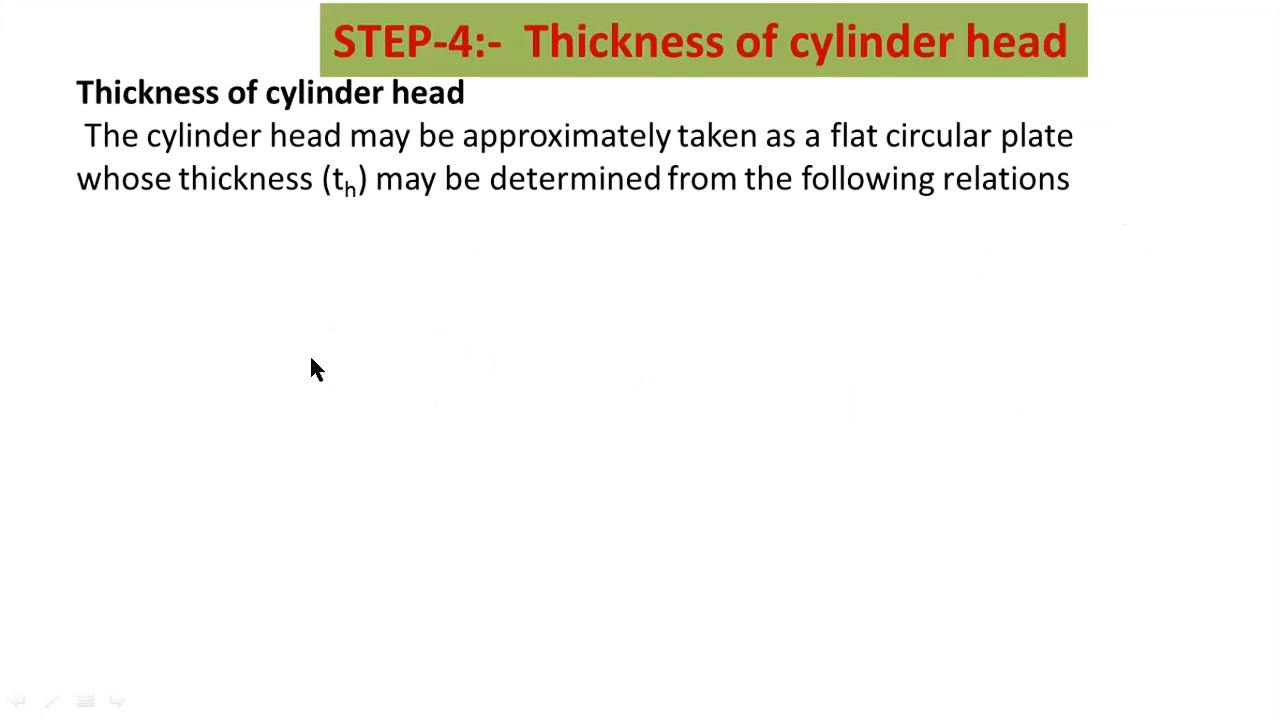 STEP-4:- Thickness of cylinder head
Thickness of cylinder head
The cylinder head may be approximately taken as a flat circular plate
whose thickness (th) may be determined from the following relations